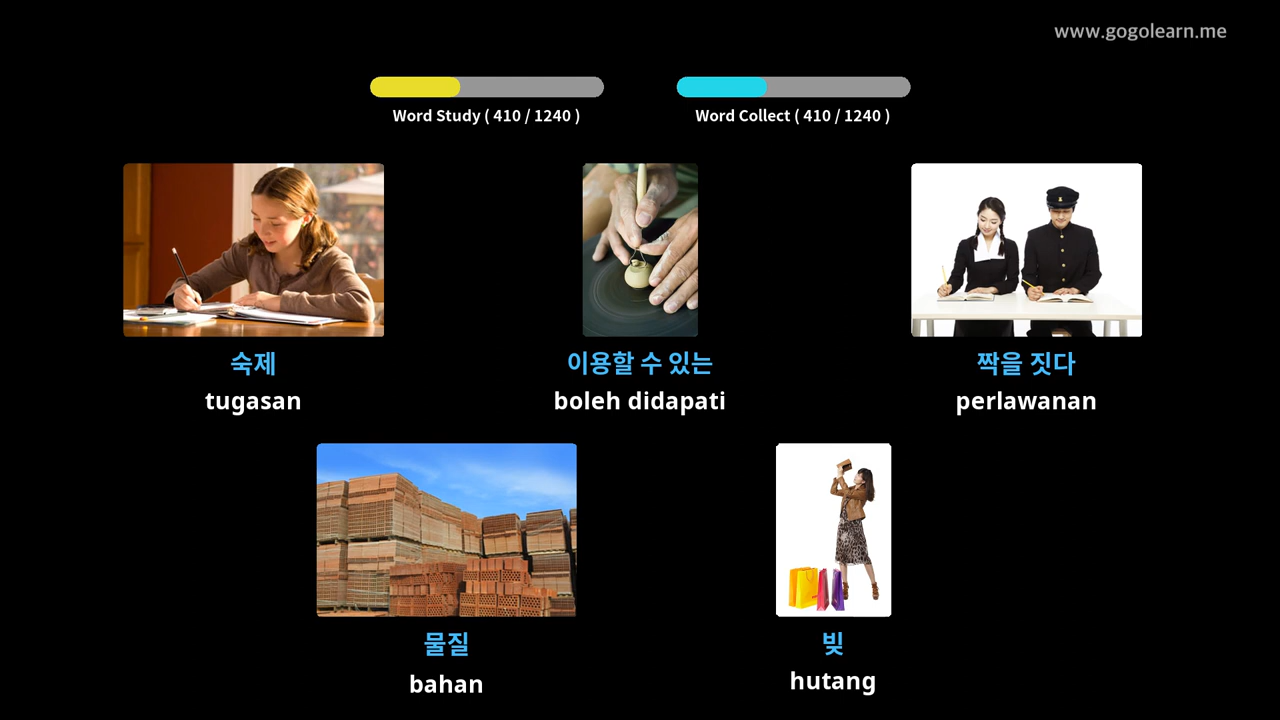 www.gogolearn.me
Word Study ( 410 / 1240 )
Word Collect ( 410 / 1240 )
숙제
tugasan
이용할 수 있는
boleh didapati
짝을 짓다
perlawanan
물질
bahan
빚
hutang